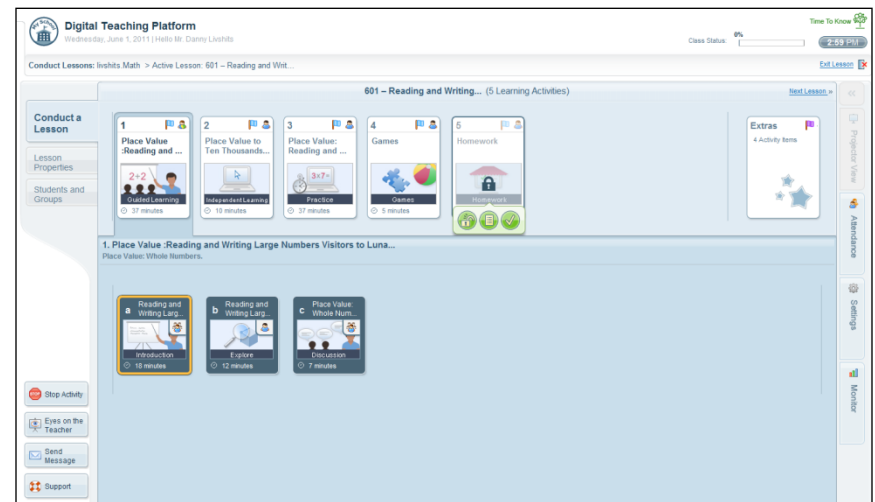 My School
Digital Teaching Platform
Wednesday, June 1, 2011 | Hello Mr. Danny Livshits
Time To Know
Class Status: 0%
2:59 PM
Conduct Lessons: livshits.Math > Active Lesson: 601 – Reading and Writ...
Exit Lesson
601 – Reading and Writing... (5 Learning Activities)
Next Lesson »
Conduct a
Lesson
Lesson
Properties
Students and
Groups
1
Place Value
:Reading and ...
2+2
Guided Learning
37 minutes
2
Place Value to
Ten Thousands...
Independent Learning
10 minutes
3
Place Value:
Reading and ...
3x7=
Practice
37 minutes
4
Games
Games
5 minutes
5
Homework
Homework
Extras
4 Activity Items
1. Place Value :Reading and Writing Large Numbers Visitors to Luna...
Place Value: Whole Numbers.
a
Reading and
Writing Larg...
Introduction
18 minutes
b
Reading and
Writing Larg...
Explore
12 minutes
c
Place Value:
Whole Num...
Discussion
7 minutes
STOP
Stop Activity
Eyes on the
Teacher
Send
Message
Support
Projector View
Attendance
Settings
Monitor